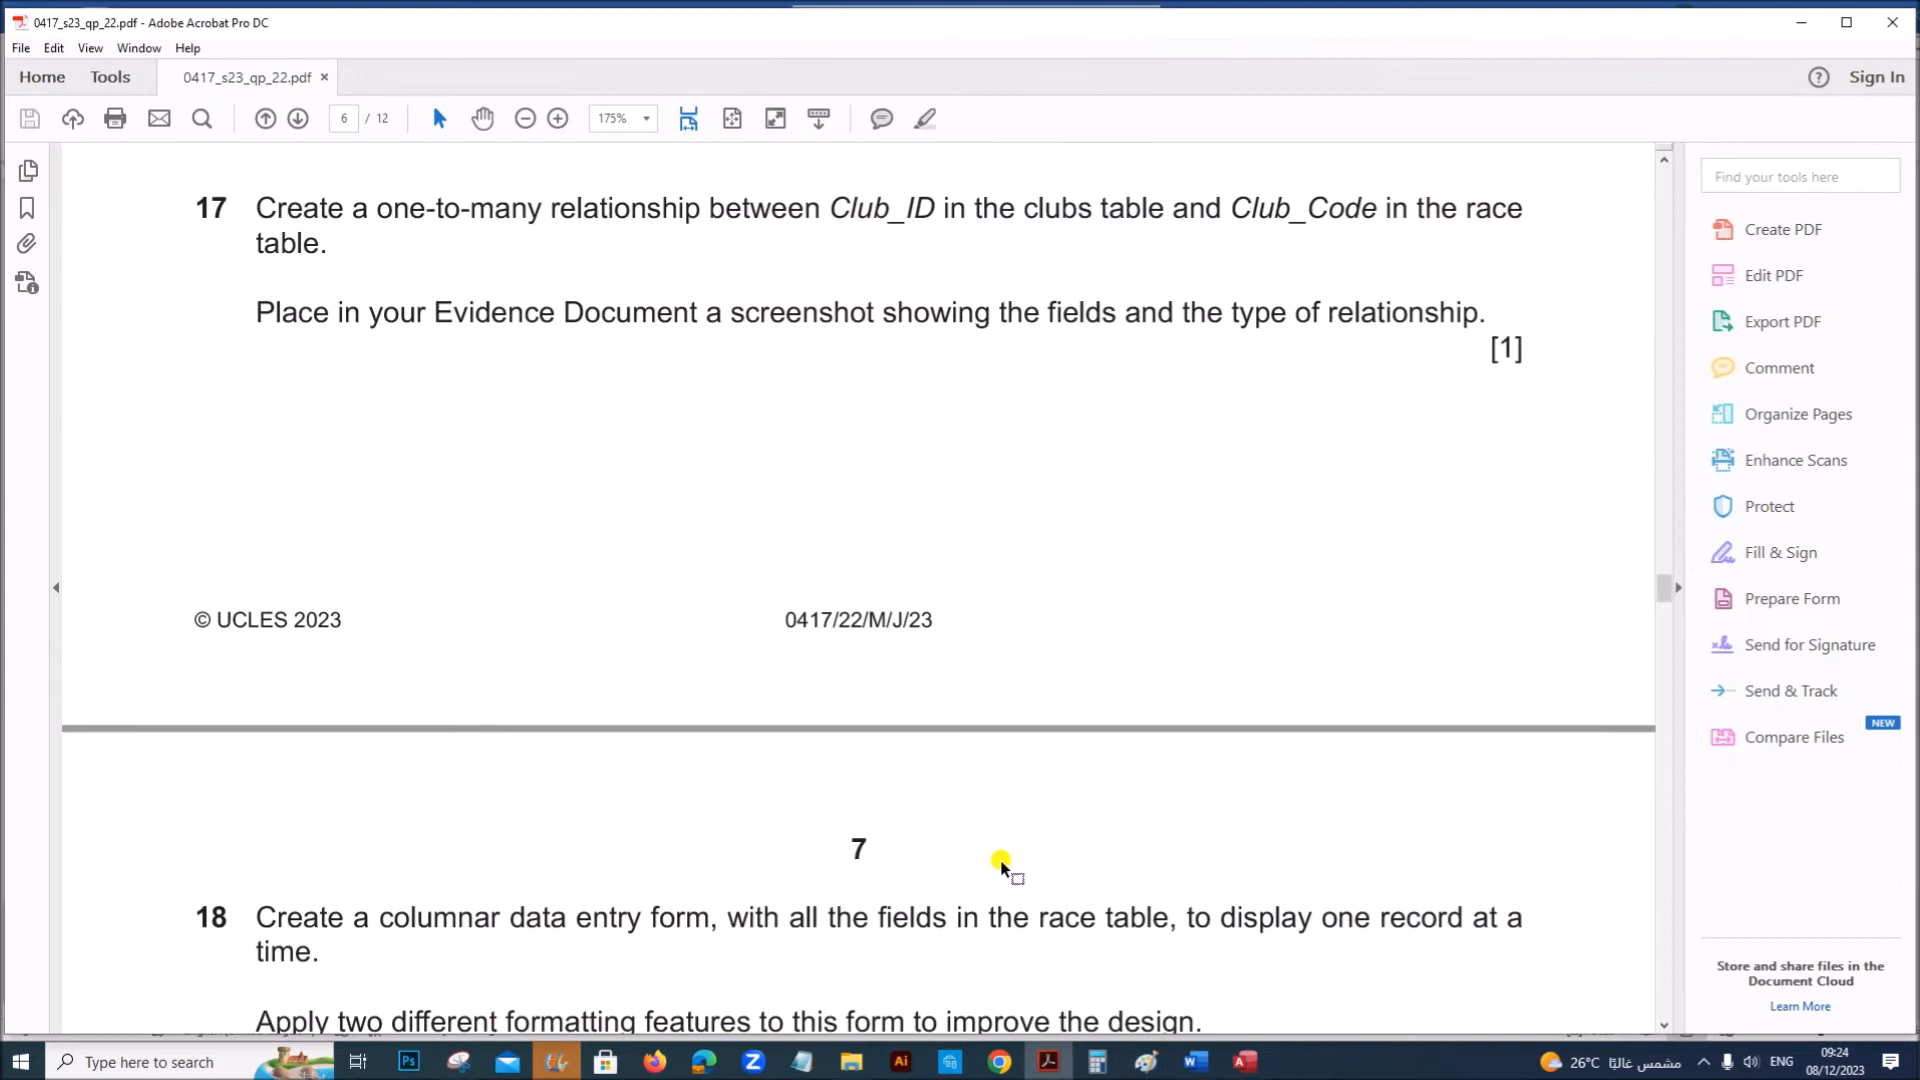 0417_s23_qp_22.pdf - Adobe Acrobat Pro DC
File Edit View Window Help
Home Tools 0417_s23_qp_22.pdf × Sign In
6 / 12 175%
17 Create a one-to-many relationship between Club_ID in the clubs table and Club_Code in the race
table.
Place in your Evidence Document a screenshot showing the fields and the type of relationship.
[1]
© UCLES 2023 0417/22/M/J/23
7
18 Create a columnar data entry form, with all the fields in the race table, to display one record at a
time.
Apply two different formatting features to this form to improve the design.
Find your tools here
Create PDF
Edit PDF
Export PDF
Comment
Organize Pages
Enhance Scans
Protect
Fill & Sign
Prepare Form
Send for Signature
Send & Track
NEW
Compare Files
Store and share files in the
Document Cloud
Learn More
Type here to search
Ps
Ai
26°C مشمس غالبًا
ENG
09:24
08/12/2023